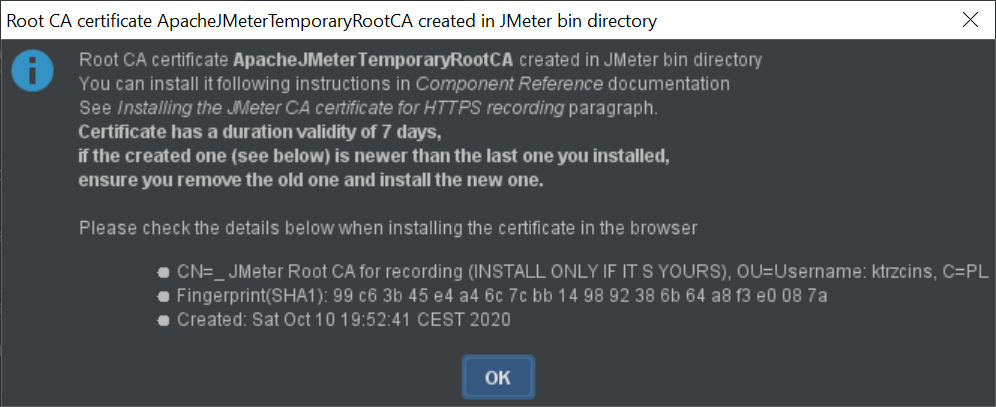 Root CA certificate ApacheJMeterTemporaryRootCA created in JMeter bin directory
Root CA certificate ApacheJMeterTemporaryRootCA created in JMeter bin directory
You can install it following instructions in Component Reference documentation
See Installing the JMeter CA certificate for HTTPS recording paragraph.
Certificate has a duration validity of 7 days,
if the created one (see below) is newer than the last one you installed,
ensure you remove the old one and install the new one.
Please check the details below when installing the certificate in the browser
● CN=_ JMeter Root CA for recording (INSTALL ONLY IF IT S YOURS), OU=Username: ktrzcins, C=PL
● Fingerprint(SHA1): 99 c6 3b 45 e4 a4 6c 7c bb 14 98 92 38 6b 64 a8 f3 e0 08 7a
● Created: Sat Oct 10 19:52:41 CEST 2020
OK